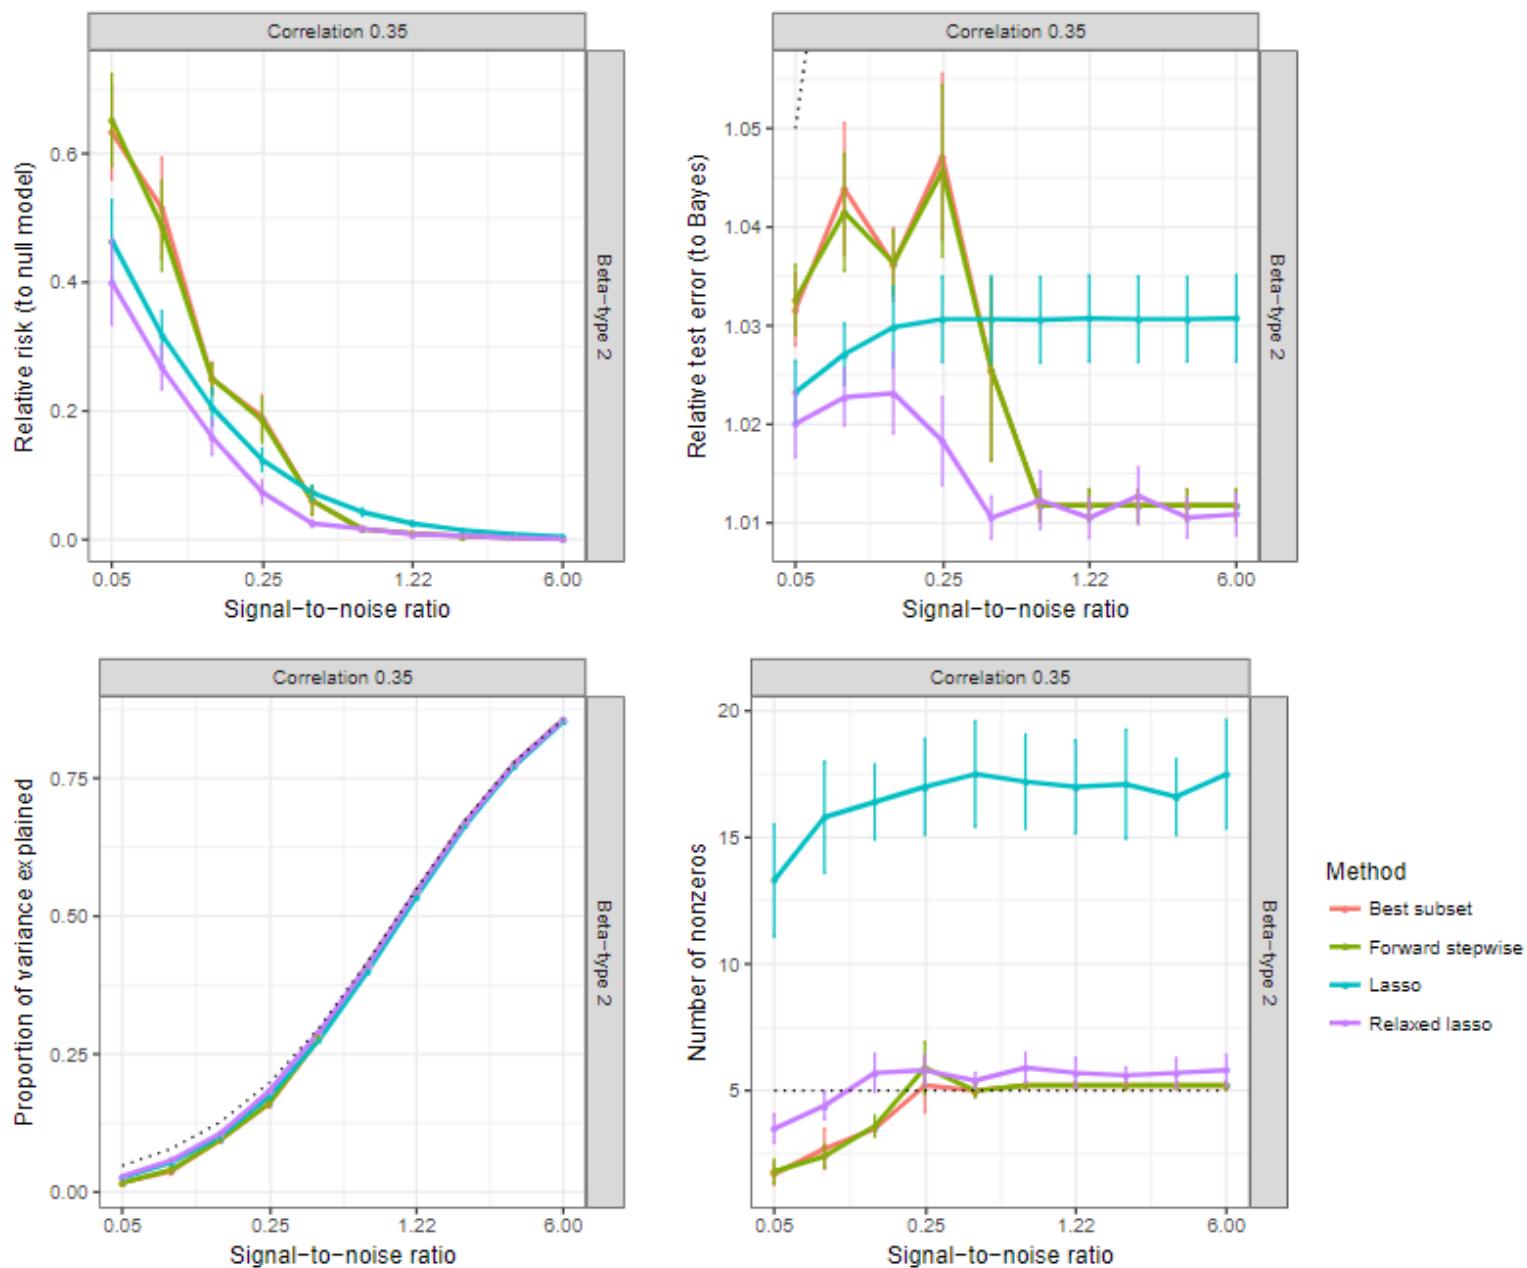 Correlation 0.35
Relative risk (to null model)
0.6
0.4
0.2
0.0
0.05
0.25
1.22
6.00
Signal-to-noise ratio
Beta-type 2
Correlation 0.35
Relative test error (to Bayes)
1.05
1.04
1.03
1.02
1.01
0.05
0.25
1.22
6.00
Signal-to-noise ratio
Beta-type 2
Correlation 0.35
Proportion of variance explained
0.75
0.50
0.25
0.00
0.05
0.25
1.22
6.00
Signal-to-noise ratio
Beta-type 2
Correlation 0.35
Number of nonzeros
20
15
10
5
0.05
0.25
1.22
6.00
Signal-to-noise ratio
Beta-type 2
Method
Best subset
Forward stepwise
Lasso
Relaxed lasso